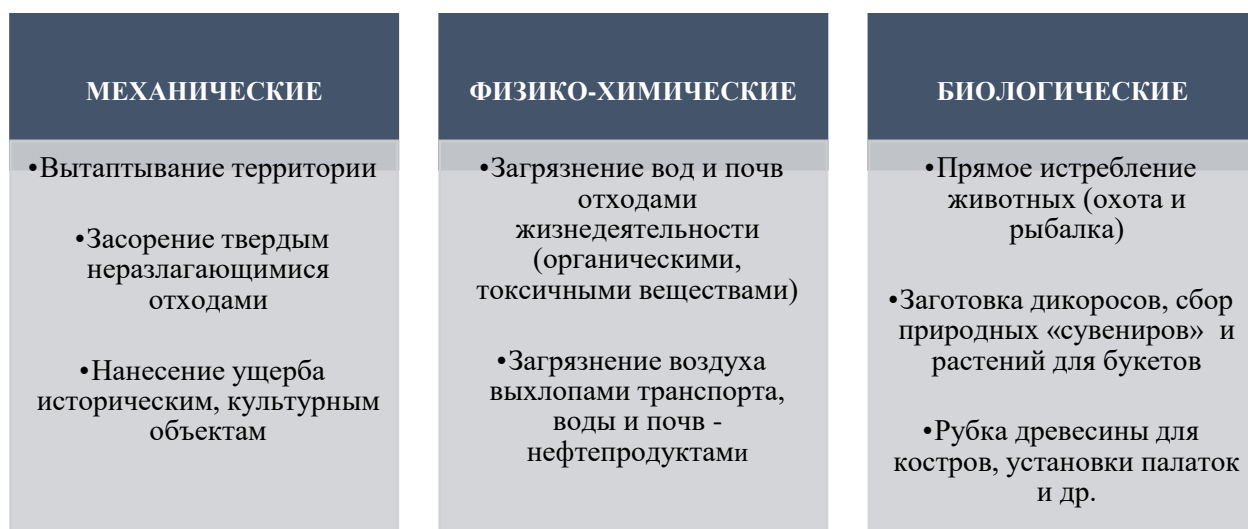 МЕХАНИЧЕСКИЕ
•Вытаптывание территории
•Засорение твердым
неразлагающимися
отходами
•Нанесение ущерба
историческим, культурным
объектам
ФИЗИКО-ХИМИЧЕСКИЕ
•Загрязнение вод и почв
отходами
жизнедеятельности
(органическими,
токсичными веществами)
•Загрязнение воздуха
выхлопами транспорта,
воды и почв -
нефтепродуктами
БИОЛОГИЧЕСКИЕ
•Прямое истребление
животных (охота и
рыбалка)
•Заготовка дикоросов, сбор
природных «сувениров» и
растений для букетов
•Рубка древесины для
костров, установки палаток
и др.